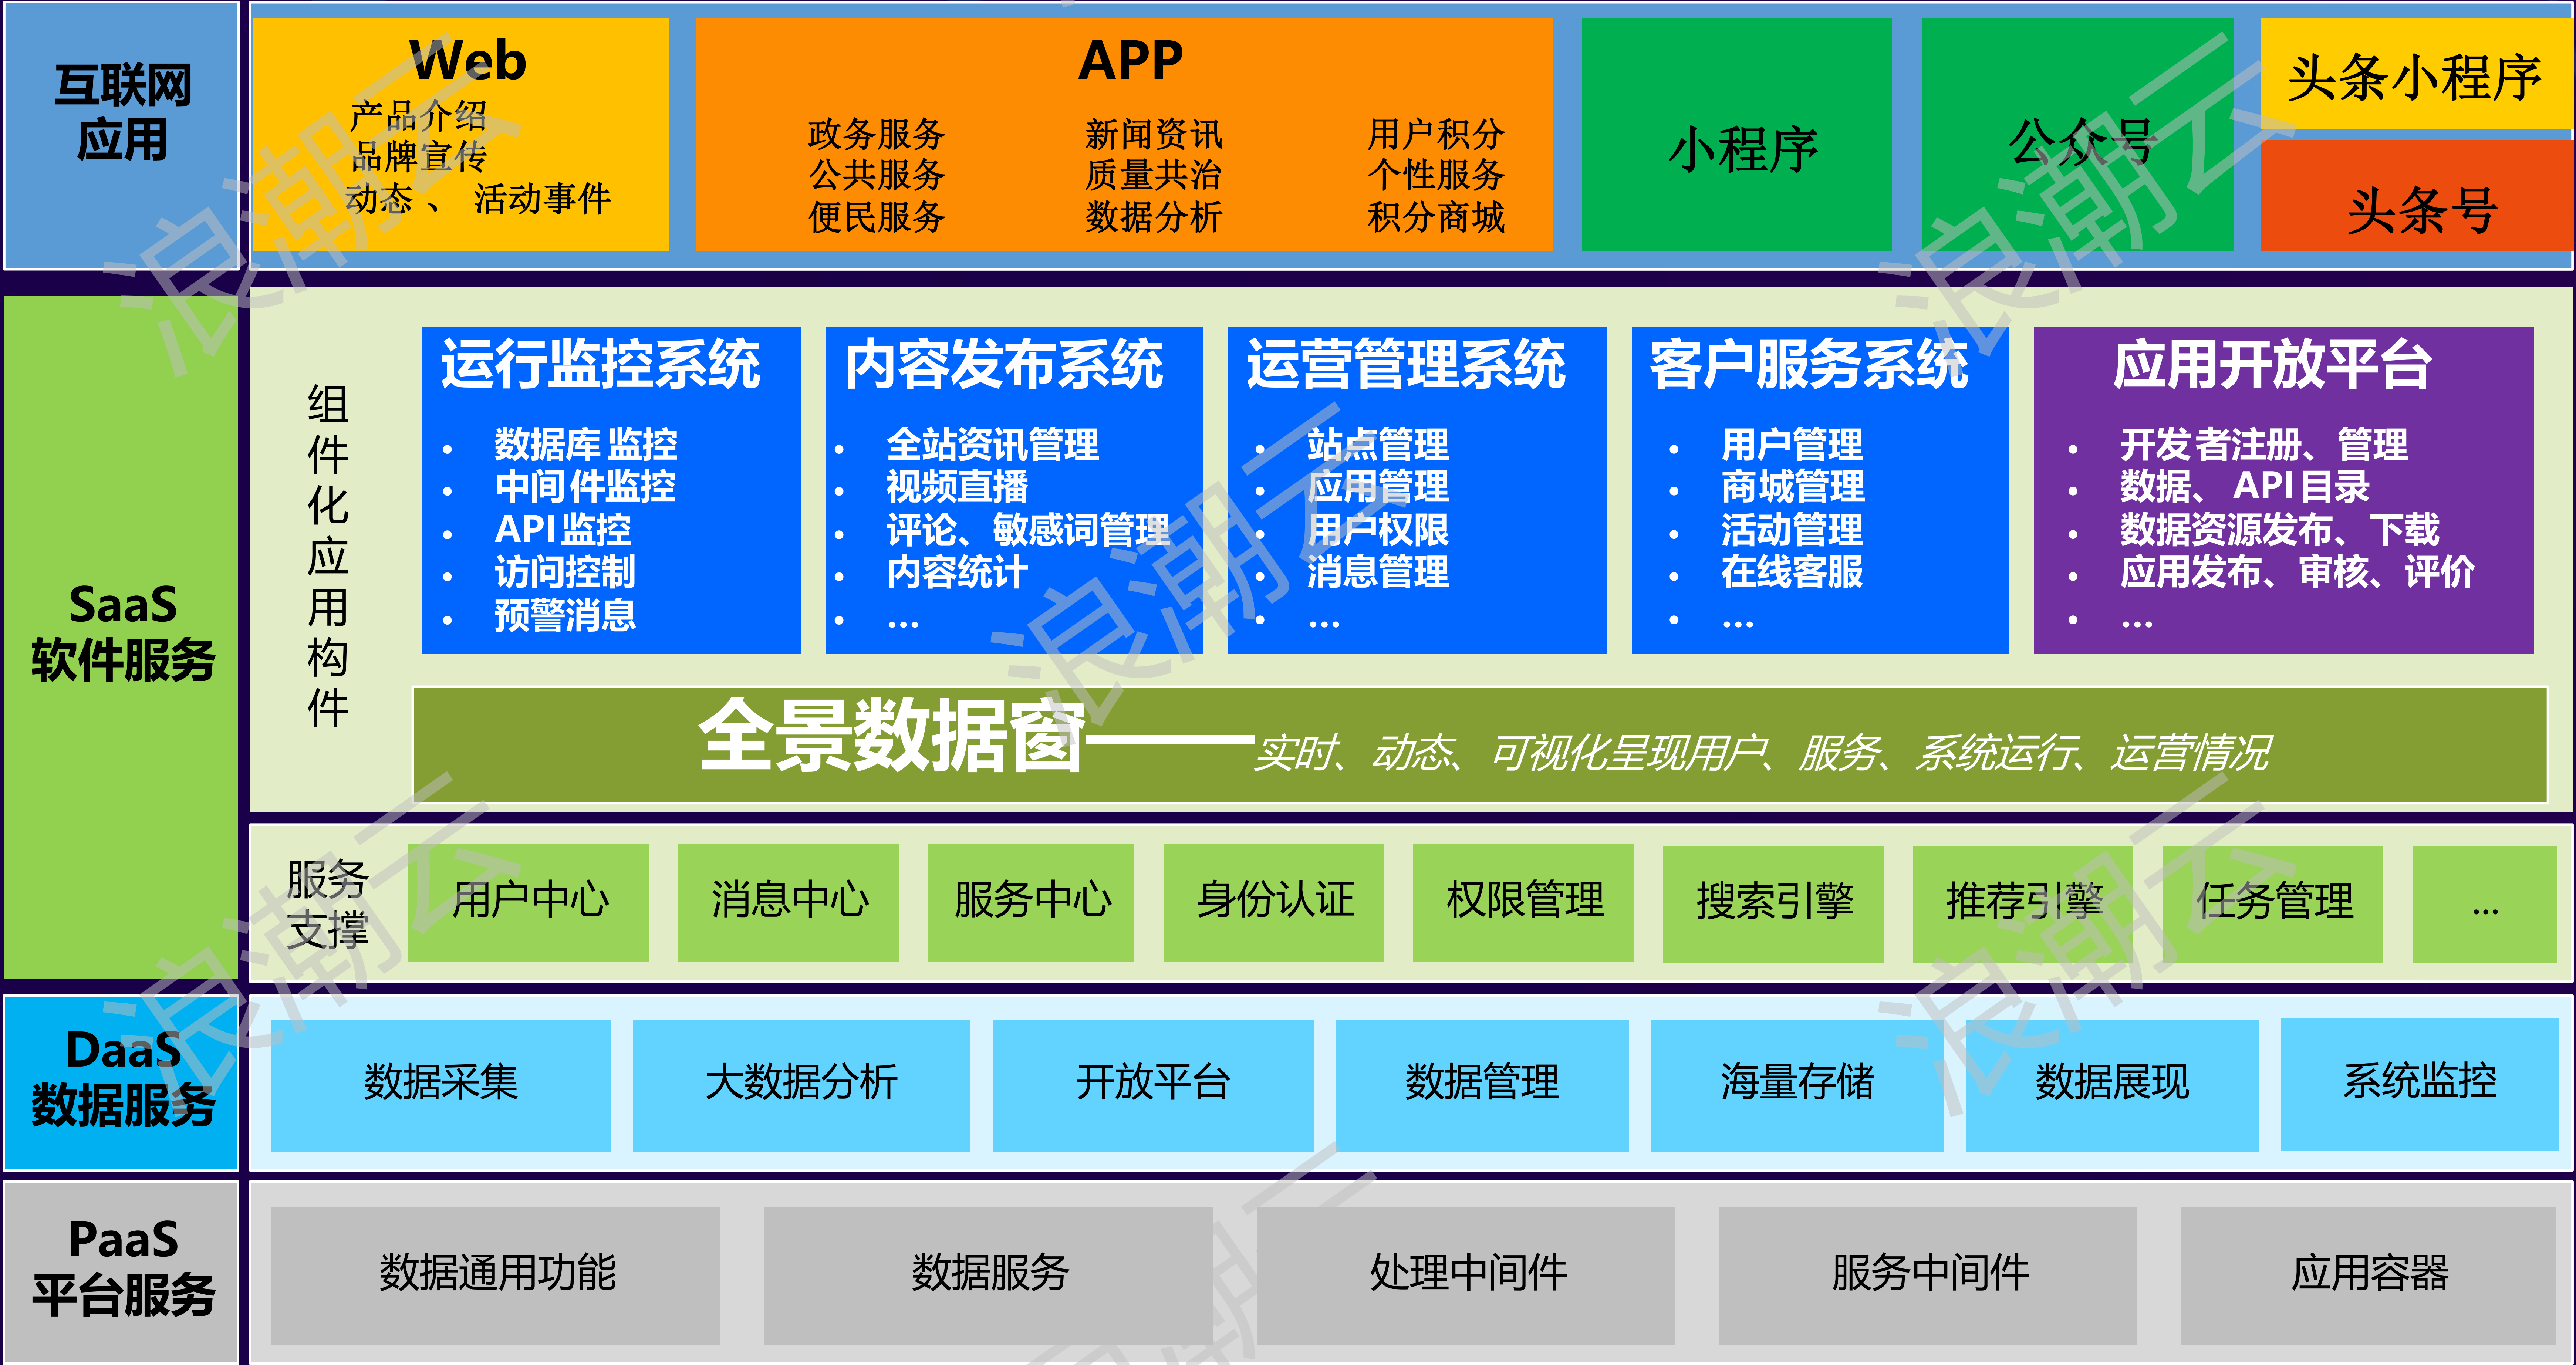 互联网
应用
Web
产品介绍
品牌宣传
动态 、 活动事件
APP
政务服务
公共服务
便民服务
新闻资讯
质量共治
数据分析
用户积分
个性服务
积分商城
小程序
公众号
头条小程序
头条号
SaaS
软件服务
组件化应用构件
运行监控系统
• 数据库监控
• 中间件监控
• API监控
• 访问控制
• 预警消息
内容发布系统
• 全站资讯管理
• 视频直播
• 评论、敏感词管理
• 内容统计
• ...
运营管理系统
• 站点管理
• 应用管理
• 用户权限
• 消息管理
• ...
客户服务系统
• 用户管理
• 商城管理
• 活动管理
• 在线客服
• ...
应用开放平台
• 开发者注册、管理
• 数据、API目录
• 数据资源发布、下载
• 应用发布、审核、评价
• ...
全景数据窗——实时、动态、可视化呈现用户、服务、系统运行、运营情况
服务
支撑
用户中心
消息中心
服务中心
身份认证
权限管理
搜索引擎
推荐引擎
任务管理
...
DaaS
数据服务
数据采集
大数据分析
开放平台
数据管理
海量存储
数据展现
系统监控
PaaS
平台服务
数据通用功能
数据服务
处理中间件
服务中间件
应用容器
浪潮云
浪潮云
浪潮云
浪潮云
浪潮云
浪潮云